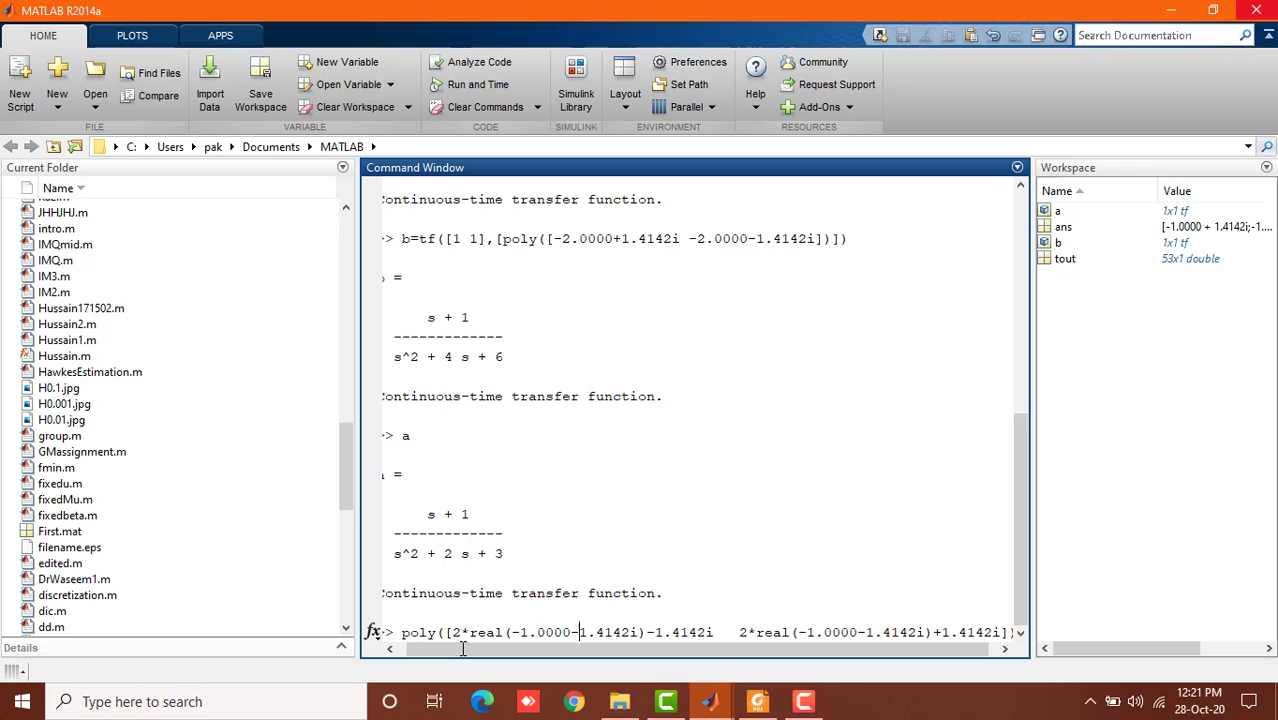 MATLAB R2014a
HOME PLOTS APPS Search Documentation
New Script New Open Find Files Compare Import Data Save Workspace New Variable Open Variable Clear Workspace Analyze Code Run and Time Clear Commands Simulink Library Layout Preferences Set Path Parallel Help Community Request Support Add-Ons
FILE VARIABLE CODE SIMULINK ENVIRONMENT RESOURCES
C: Users pak Documents MATLAB
Current Folder
Name
JHHJHJ.m
intro.m
IMQmid.m
IMQ.m
IM3.m
IM2.m
Hussain171502.m
Hussain2.m
Hussain1.m
Hussain.m
HawkesEstimation.m
H0.1.jpg
H0.001.jpg
H0.01.jpg
group.m
GMassignment.m
fmin.m
fixedu.m
fixedMu.m
fixedbeta.m
First.mat
filename.eps
edited.m
DrWaseem1.m
discretization.m
dic.m
dd.m
Details
Command Window
Continuous-time transfer function.
>> b=tf([1 1],[poly([-2.0000+1.4142i -2.0000-1.4142i])])
b =
s + 1
-------------
s^2 + 4 s + 6
Continuous-time transfer function.
>> a
a =
s + 1
-------------
s^2 + 2 s + 3
Continuous-time transfer function.
fx >> poly([2*real(-1.0000-1.4142i)-1.4142i 2*real(-1.0000-1.4142i)+1.4142i])
Workspace
Name Value
a 1x1 tf
ans [-1.0000 + 1.4142i;-1....
b 1x1 tf
tout 53x1 double
Type here to search
12:21 PM
28-Oct-20